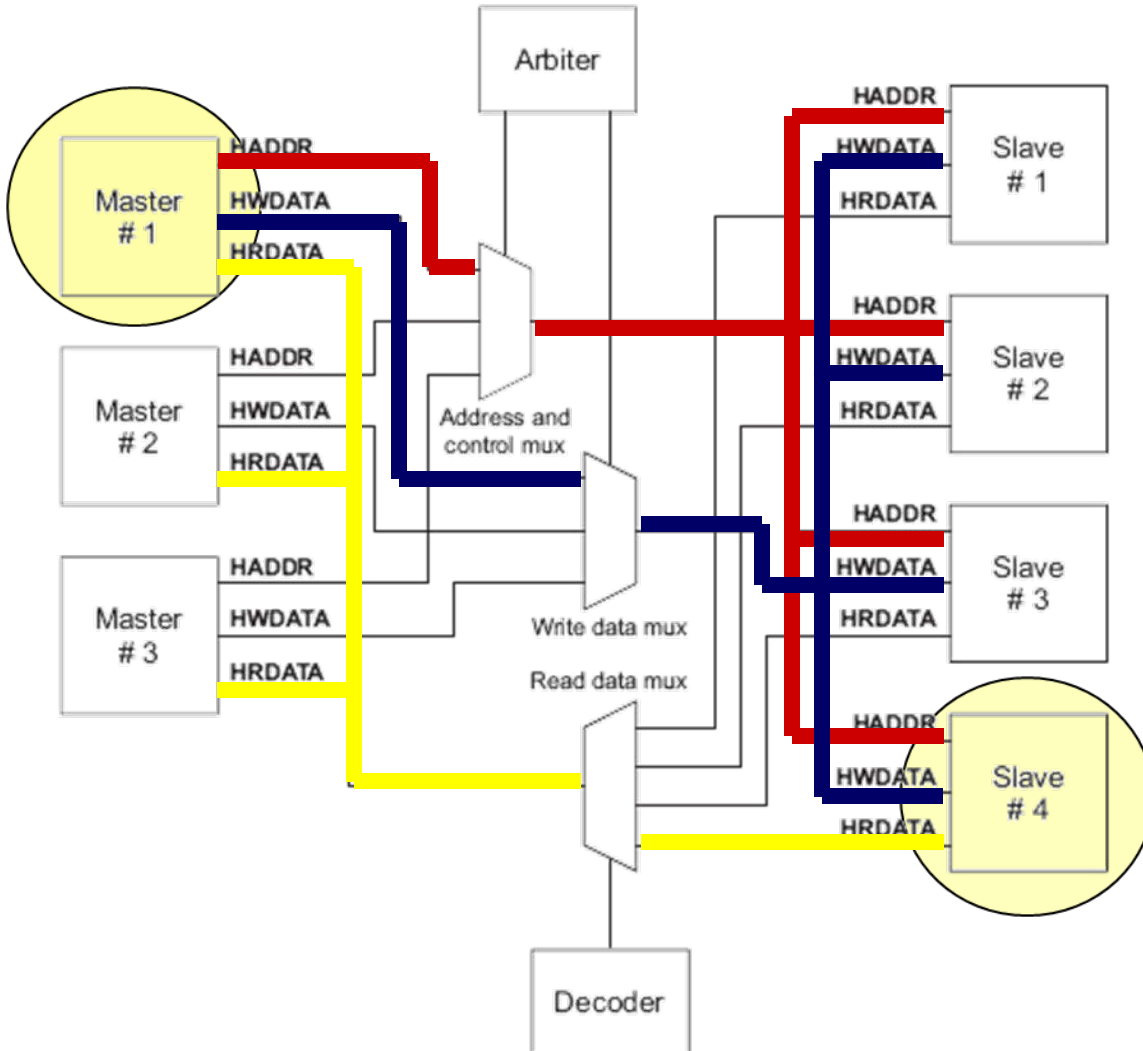 Arbiter
Master
# 1
HADDR
HWDATA
HRDATA
Master
# 2
HADDR
HWDATA
HRDATA
Master
# 3
HADDR
HWDATA
HRDATA
Address and
control mux
Write data mux
Read data mux
HADDR
HWDATA
HRDATA
Slave
# 1
HADDR
HWDATA
HRDATA
Slave
# 2
HADDR
HWDATA
HRDATA
Slave
# 3
HADDR
HWDATA
HRDATA
Slave
# 4
Decoder